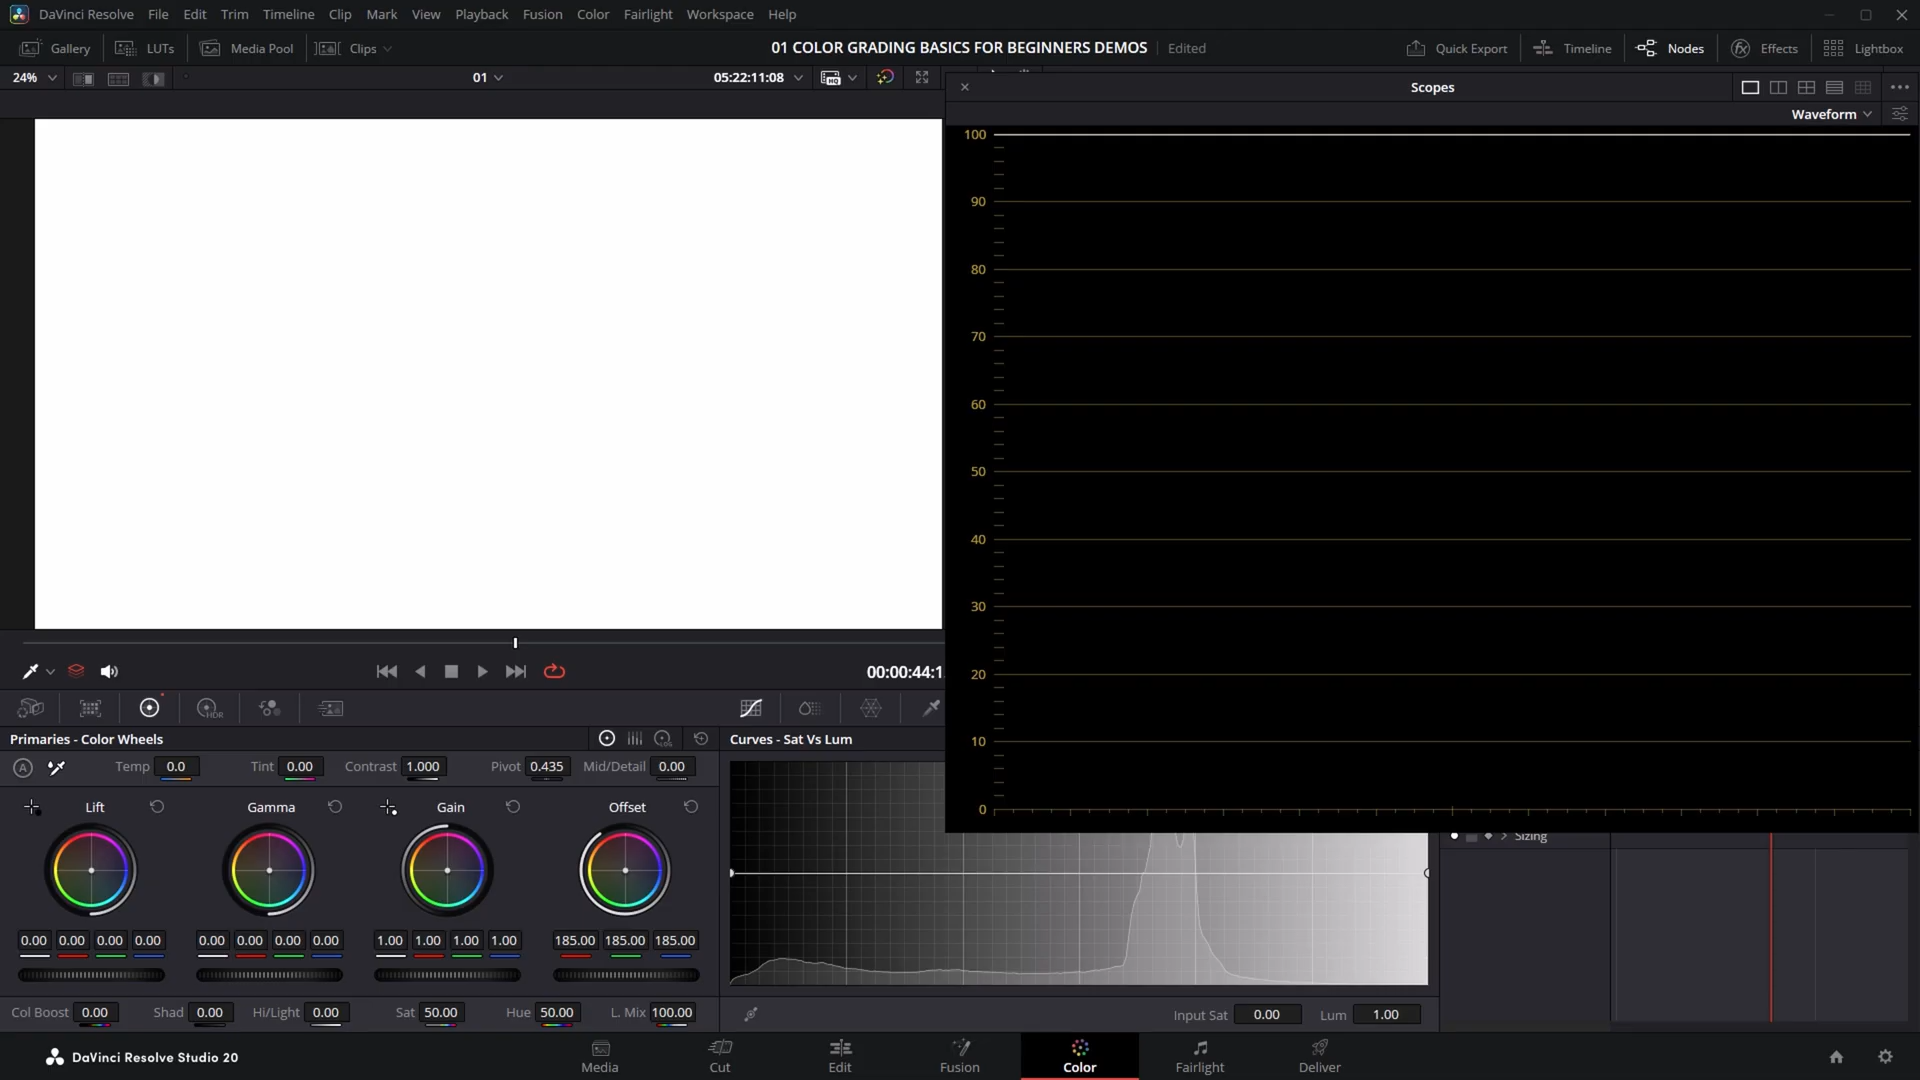 DaVinci Resolve File Edit Trim Timeline Clip Mark View Playback Fusion Color Fairlight Workspace Help
Gallery LUTs Media Pool Clips 01 COLOR GRADING BASICS FOR BEGINNERS DEMOS Edited Quick Export Timeline Nodes Effects Lightbox
24% 01 05:22:11:08 HQ
Scopes
Waveform
100
90
80
70
60
50
40
30
20
10
0
00:00:44:1
HDR
Primaries - Color Wheels LOG Curves - Sat Vs Lum
A Temp 0.0 Tint 0.00 Contrast 1.000 Pivot 0.435 Mid/Detail 0.00
Lift Gamma Gain Offset
Sizing
0.00 0.00 0.00 0.00 0.00 0.00 0.00 0.00 1.00 1.00 1.00 1.00 185.00 185.00 185.00
Col Boost 0.00 Shad 0.00 Hi/Light 0.00 Sat 50.00 Hue 50.00 L. Mix 100.00 Input Sat 0.00 Lum 1.00
DaVinci Resolve Studio 20
Media Cut Edit Fusion Color Fairlight Deliver